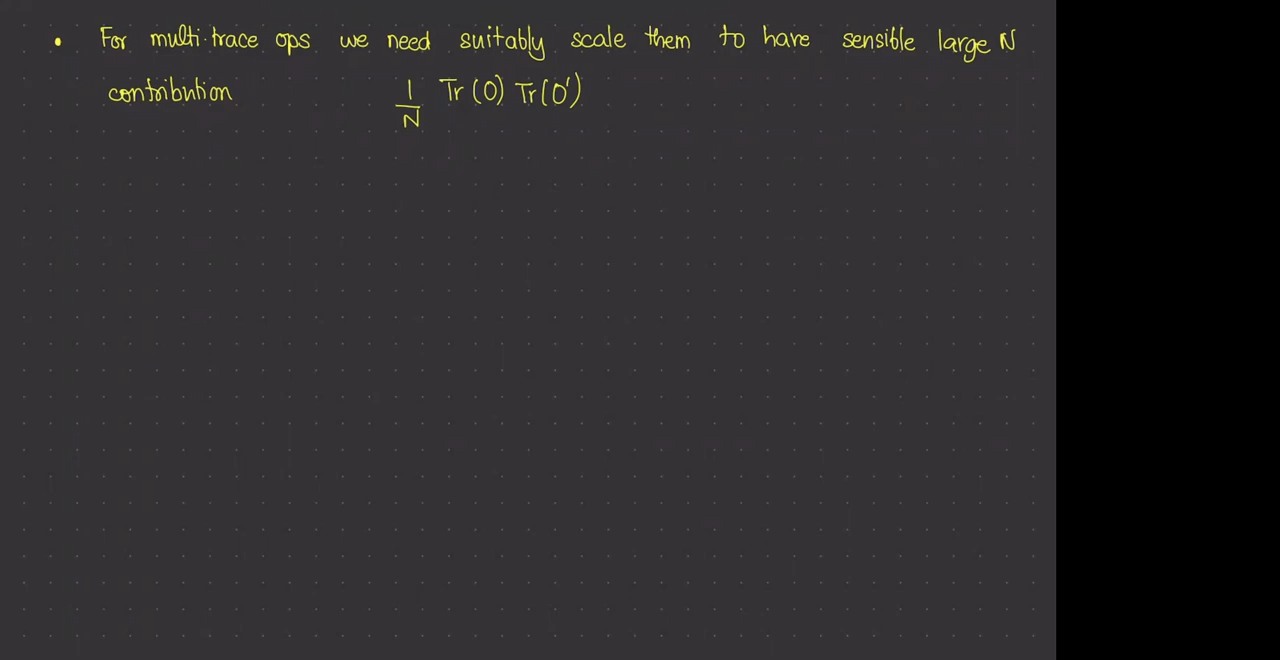 • For multi-trace ops we need suitably scale them to have sensible large N
contribution 1/N Tr(O) Tr(O')